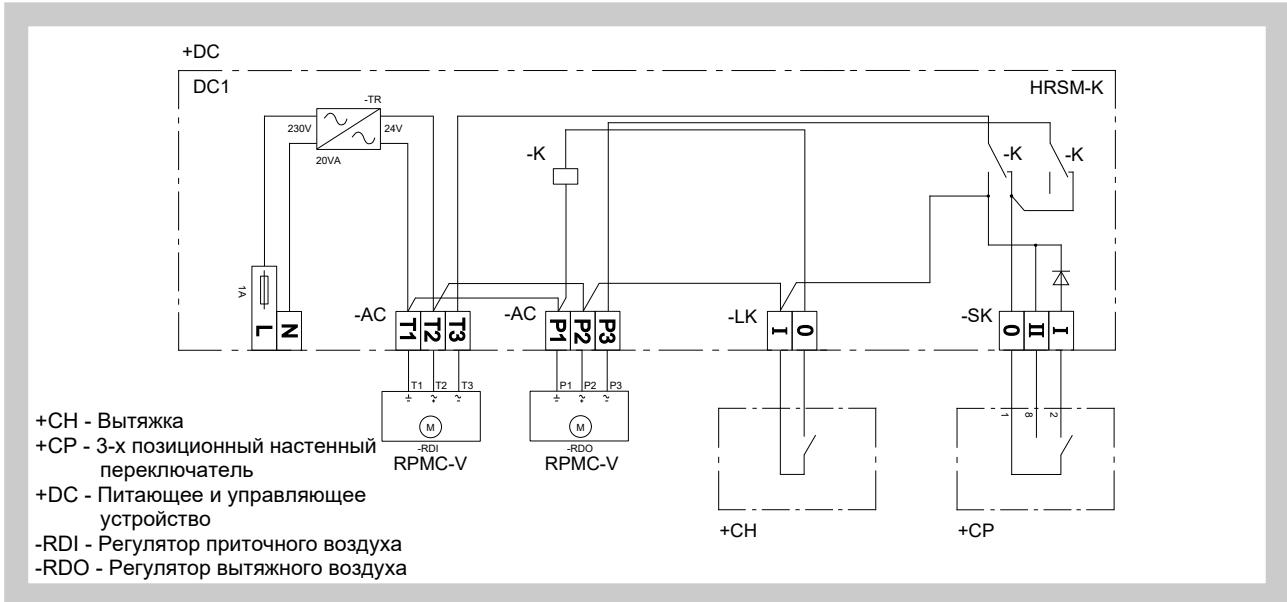 +DC
DC1
HRSM-K
-TR
230V
24V
20VA
-K
-K
-K
1A
L
N
-AC
T1
T2
T3
-AC
P1
P2
P3
-LK
I
0
-SK
0
II
I
T1
T2
T3
P1
P2
P3
M
M
-RDI
-RDO
RPMC-V
RPMC-V
1
8
2
+CH
+CP
+CH - Вытяжка
+CP - 3-х позиционный настенный
переключатель
+DC - Питающее и управляющее
устройство
-RDI - Регулятор приточного воздуха
-RDO - Регулятор вытяжного воздуха